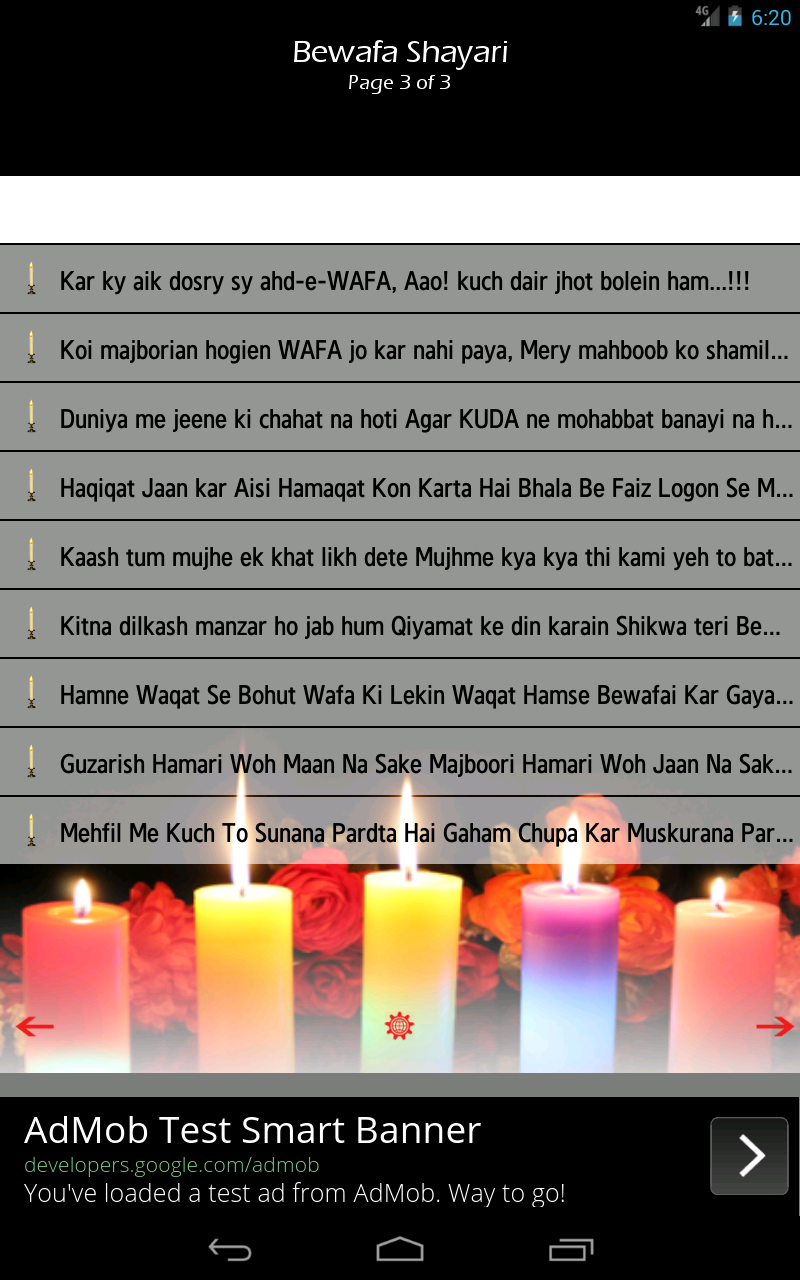 4G
6:20
Bewafa Shayari
Page 3 of 3
Kar ky aik dosry sy ahd-e-WAFA, Aao! kuch dair jhot bolein ham...!!!
Koi majborian hogien WAFA jo kar nahi paya, Mery mahboob ko shamil...
Duniya me jeene ki chahat na hoti Agar KUDA ne mohabbat banayi na h...
Haqiqat Jaan kar Aisi Hamaqat Kon Karta Hai Bhala Be Faiz Logon Se M...
Kaash tum mujhe ek khat likh dete Mujhme kya kya thi kami yeh to bat...
Kitna dilkash manzar ho jab hum Qiyamat ke din karain Shikwa teri Be...
Hamne Waqat Se Bohut Wafa Ki Lekin Waqat Hamse Bewafai Kar Gaya...
Guzarish Hamari Woh Maan Na Sake Majboori Hamari Woh Jaan Na Sak...
Mehfil Me Kuch To Sunana Pardta Hai Gaham Chupa Kar Muskurana Par...
AdMob Test Smart Banner
developers.google.com/admob
You've loaded a test ad from AdMob. Way to go!